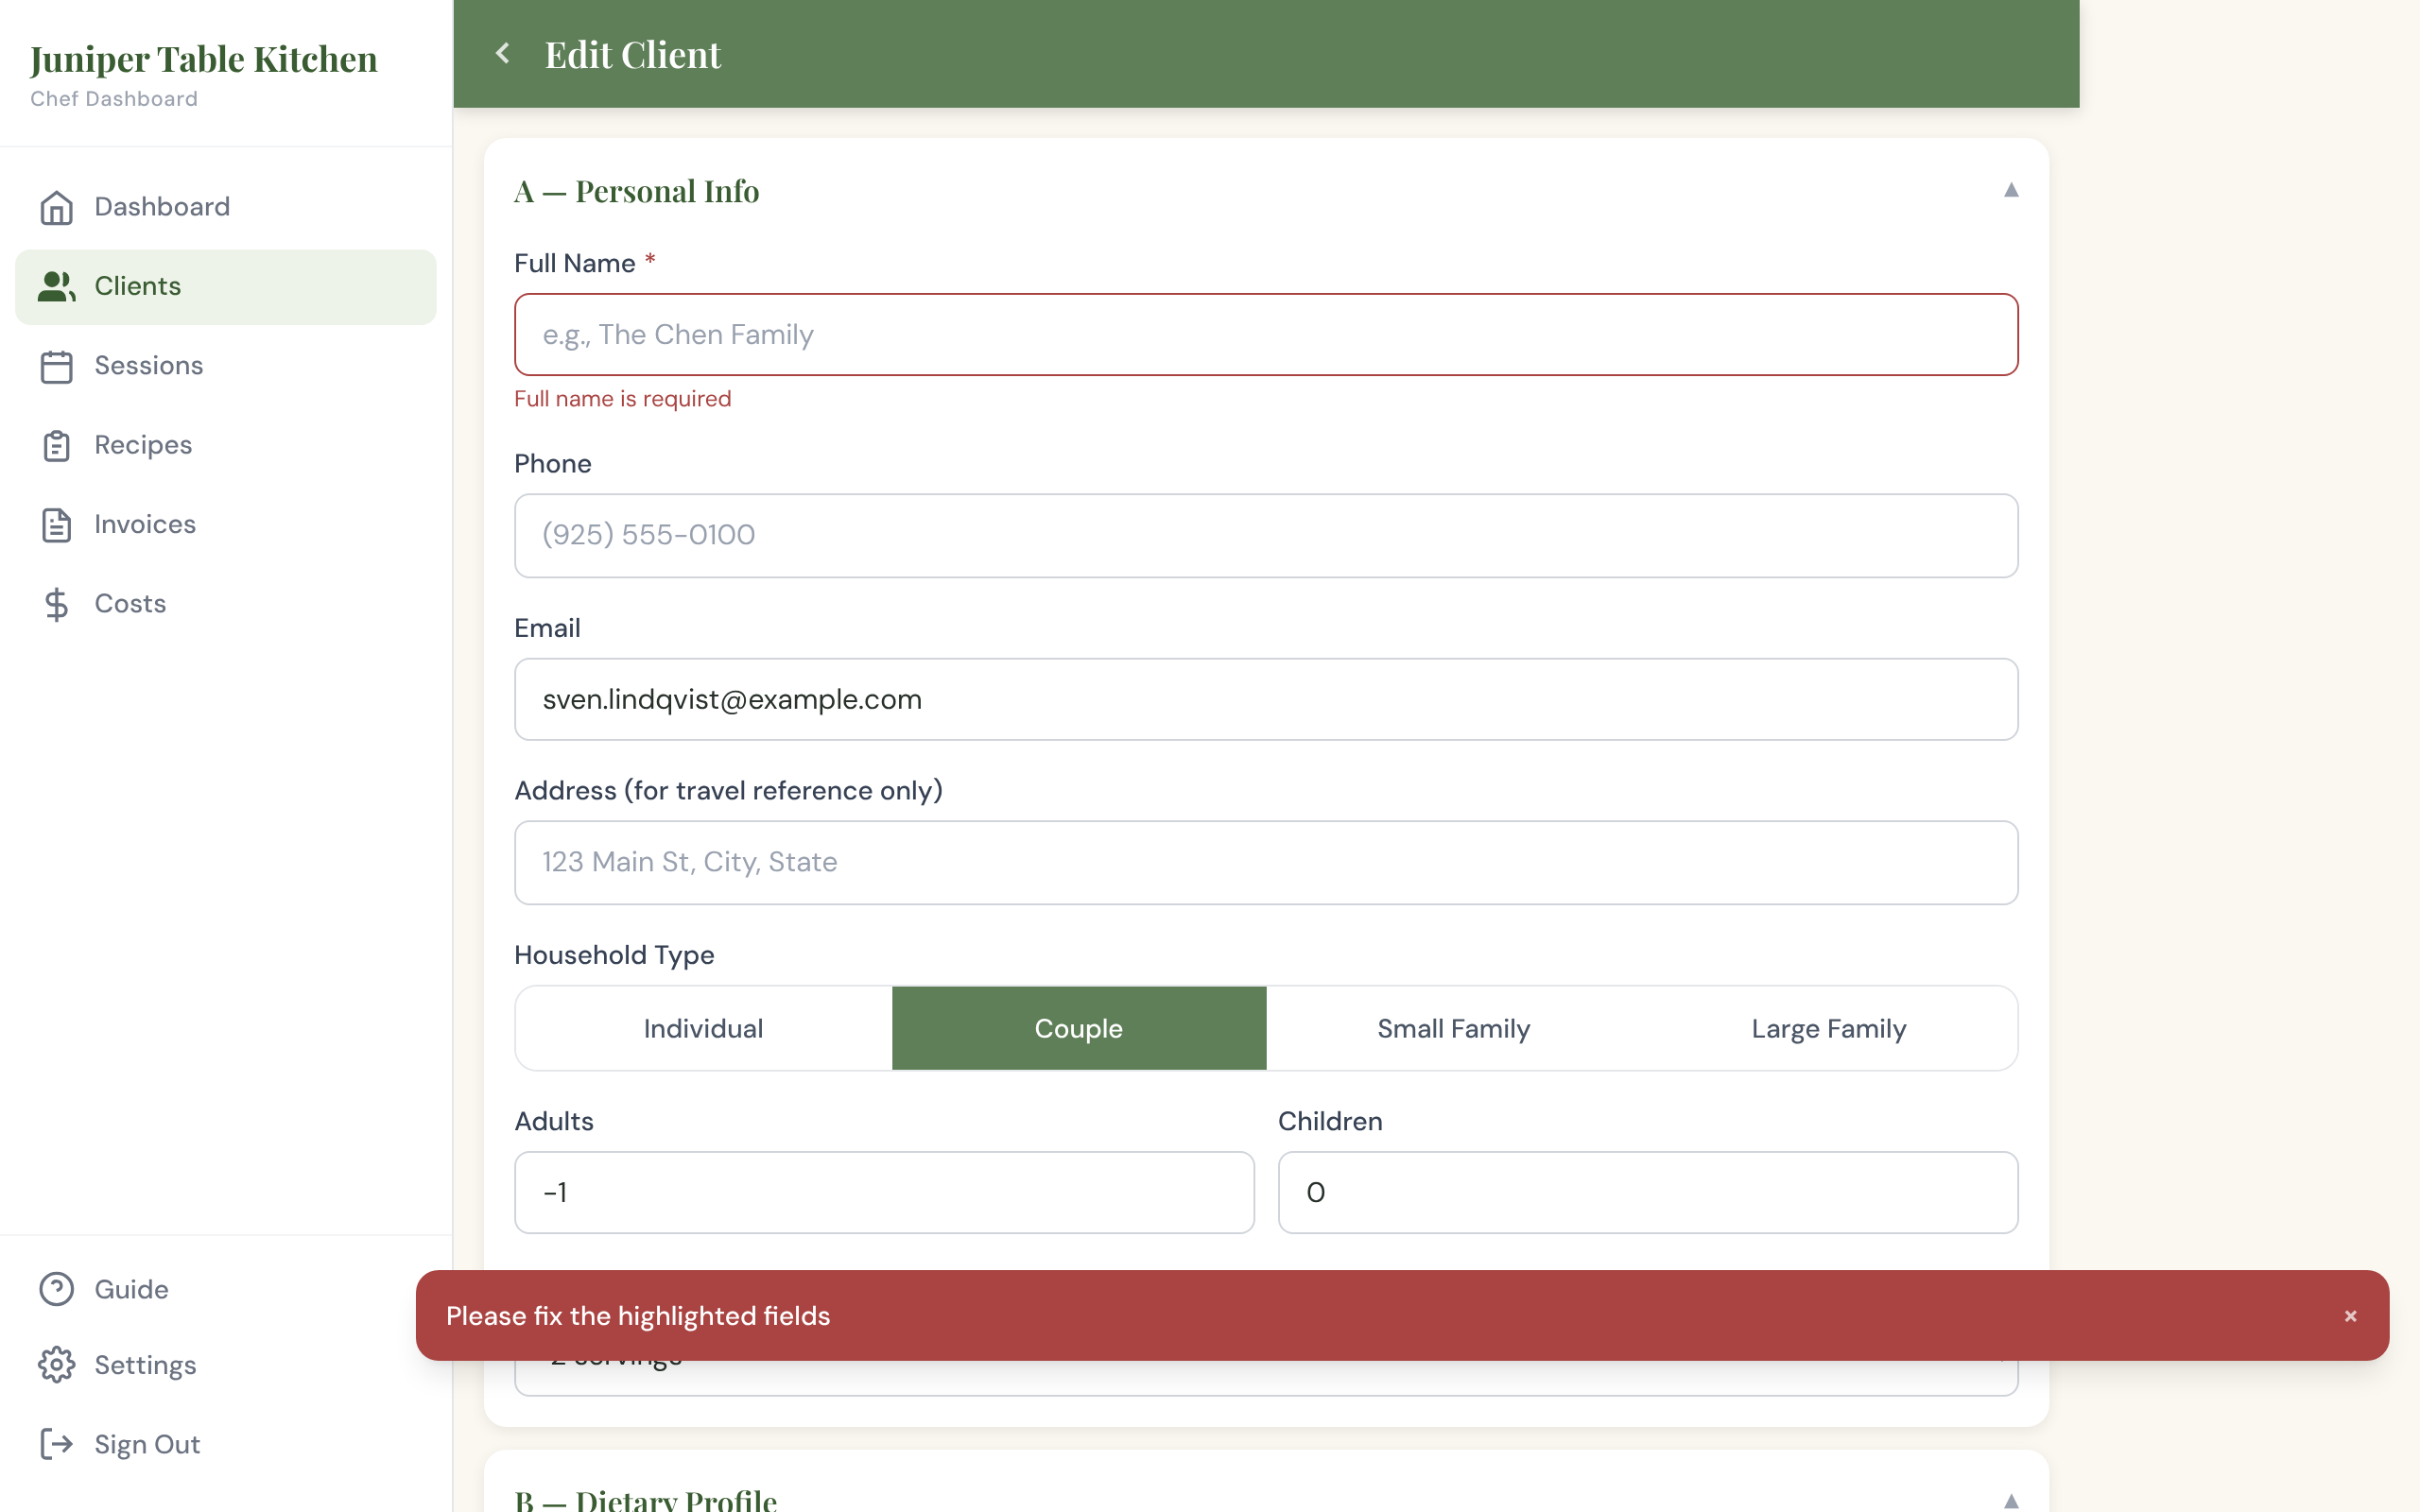 Juniper Table Kitchen
Chef Dashboard
Dashboard
Clients
Sessions
Recipes
Invoices
Costs
Guide
Settings
Sign Out
Edit Client
A — Personal Info
Full Name *
e.g., The Chen Family
Full name is required
Phone
(925) 555-0100
Email
sven.lindqvist@example.com
Address (for travel reference only)
123 Main St, City, State
Household Type
Individual Couple Small Family Large Family
Adults Children
-1 0
Please fix the highlighted fields ×
2 servings
B — Dietary Profile